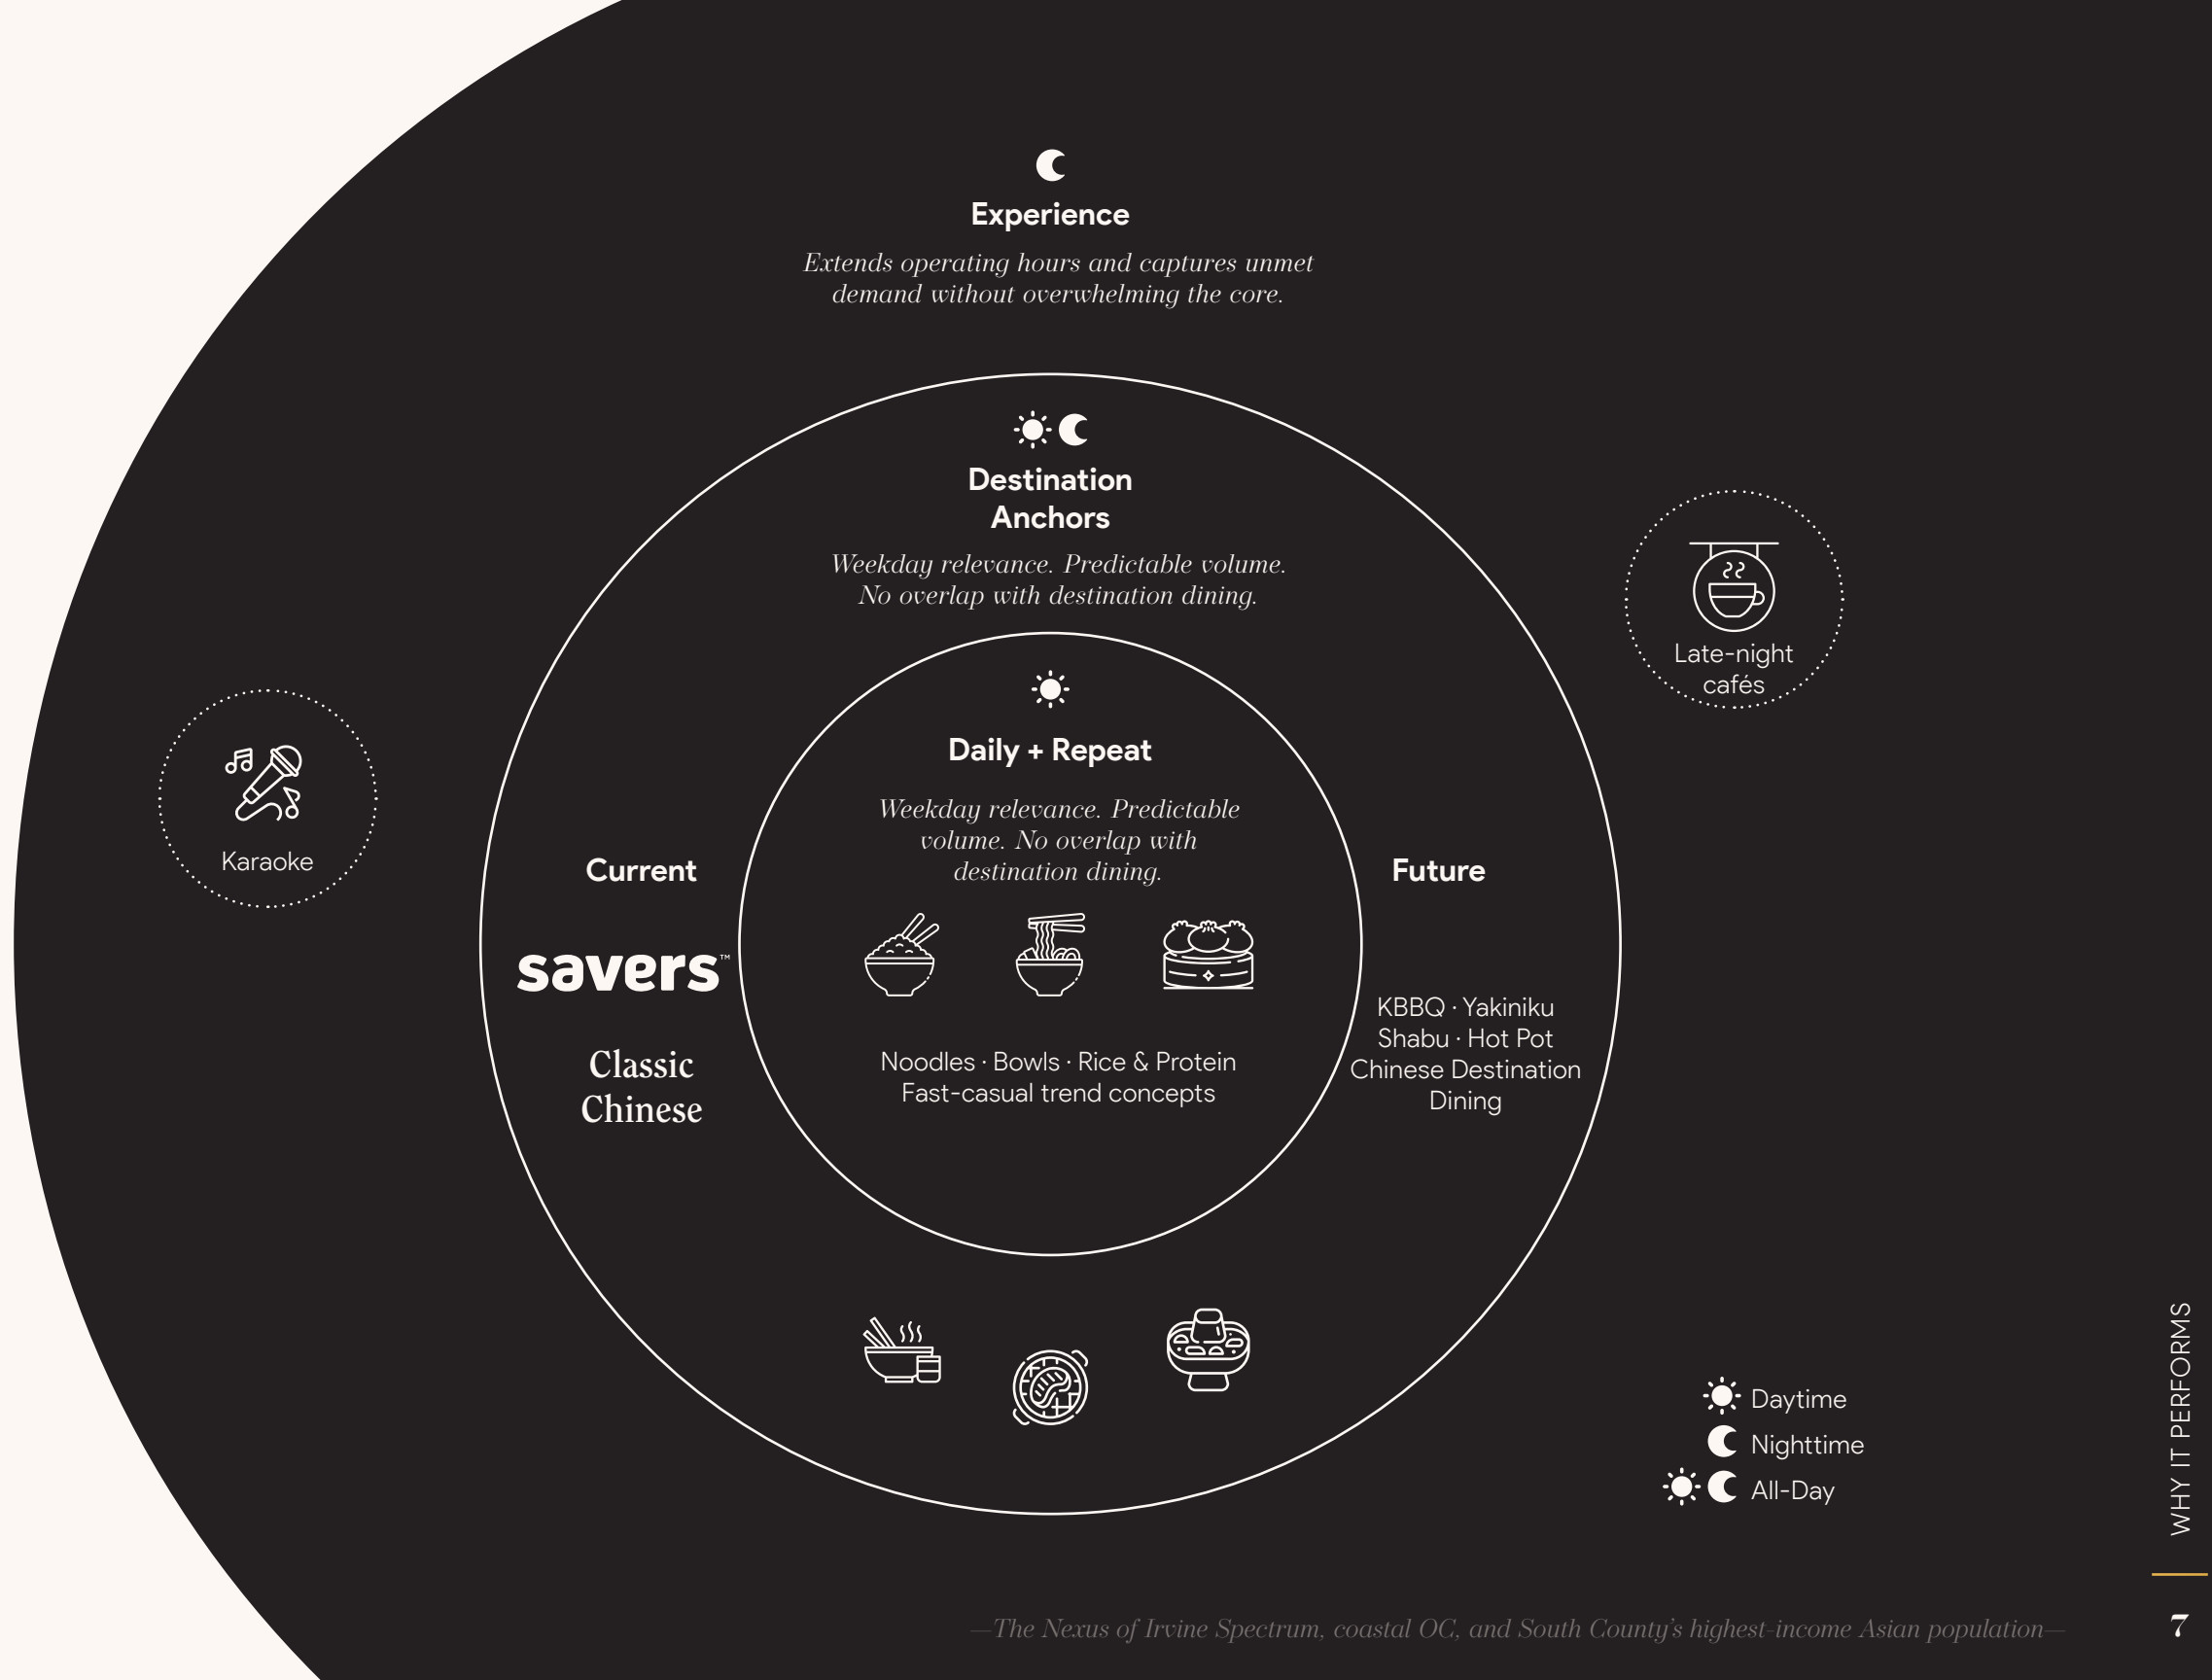 Experience
Extends operating hours and captures unmet
demand without overwhelming the core.
Destination
Anchors
Weekday relevance. Predictable volume.
No overlap with destination dining.
Late-night
cafés
Daily + Repeat
Weekday relevance. Predictable
volume. No overlap with
destination dining.
Karaoke
Current
savers™
Classic
Chinese
Future
KBBQ · Yakiniku
Shabu · Hot Pot
Chinese Destination
Dining
Noodles · Bowls · Rice & Protein
Fast-casual trend concepts
Daytime
Nighttime
All-Day
WHY IT PERFORMS
—The Nexus of Irvine Spectrum, coastal OC, and South County’s highest-income Asian population—
7